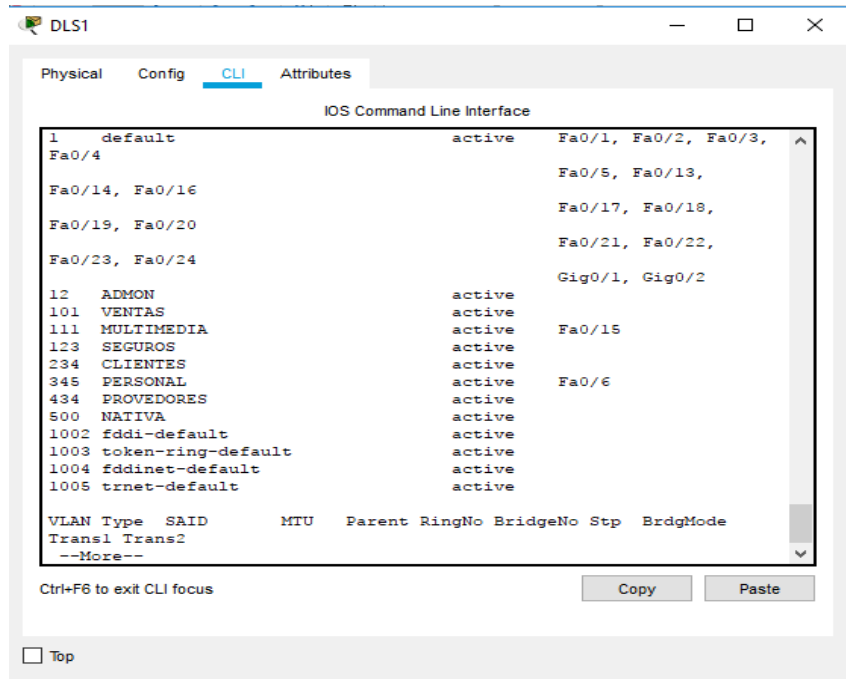 DLS1
Physical Config CLI Attributes
IOS Command Line Interface
1 default active Fa0/1, Fa0/2, Fa0/3,
Fa0/4
Fa0/5, Fa0/13,
Fa0/14, Fa0/16
Fa0/17, Fa0/18,
Fa0/19, Fa0/20
Fa0/21, Fa0/22,
Fa0/23, Fa0/24
Gig0/1, Gig0/2
12 ADMON active
101 VENTAS active
111 MULTIMEDIA active Fa0/15
123 SEGUROS active
234 CLIENTES active
345 PERSONAL active Fa0/6
434 PROVEDORES active
500 NATIVA active
1002 fddi-default active
1003 token-ring-default active
1004 fddinet-default active
1005 trnet-default active
VLAN Type SAID MTU Parent RingNo BridgeNo Stp BrdgMode
Trans1 Trans2
--More--
Ctrl+F6 to exit CLI focus
Copy Paste
Top